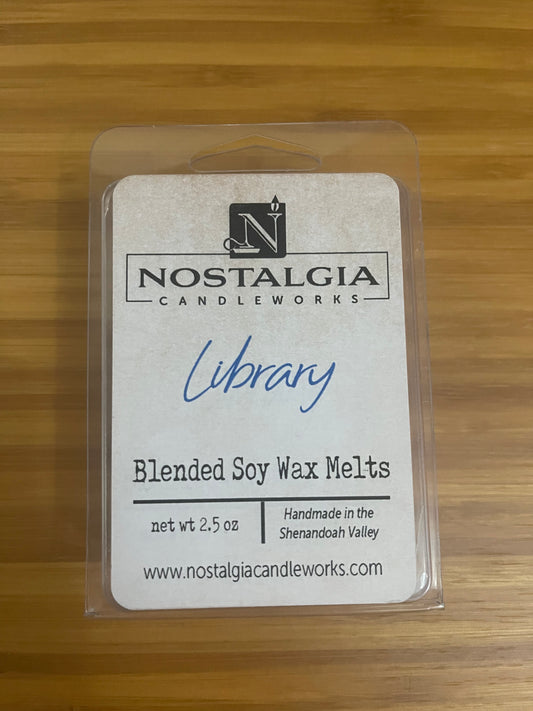 N
NOSTALGIA
CANDLEWORKS
Library
Blended Soy Wax Melts
net wt 2.5 oz
Handmade in the
Shenandoah Valley
www.nostalgiacandleworks.com